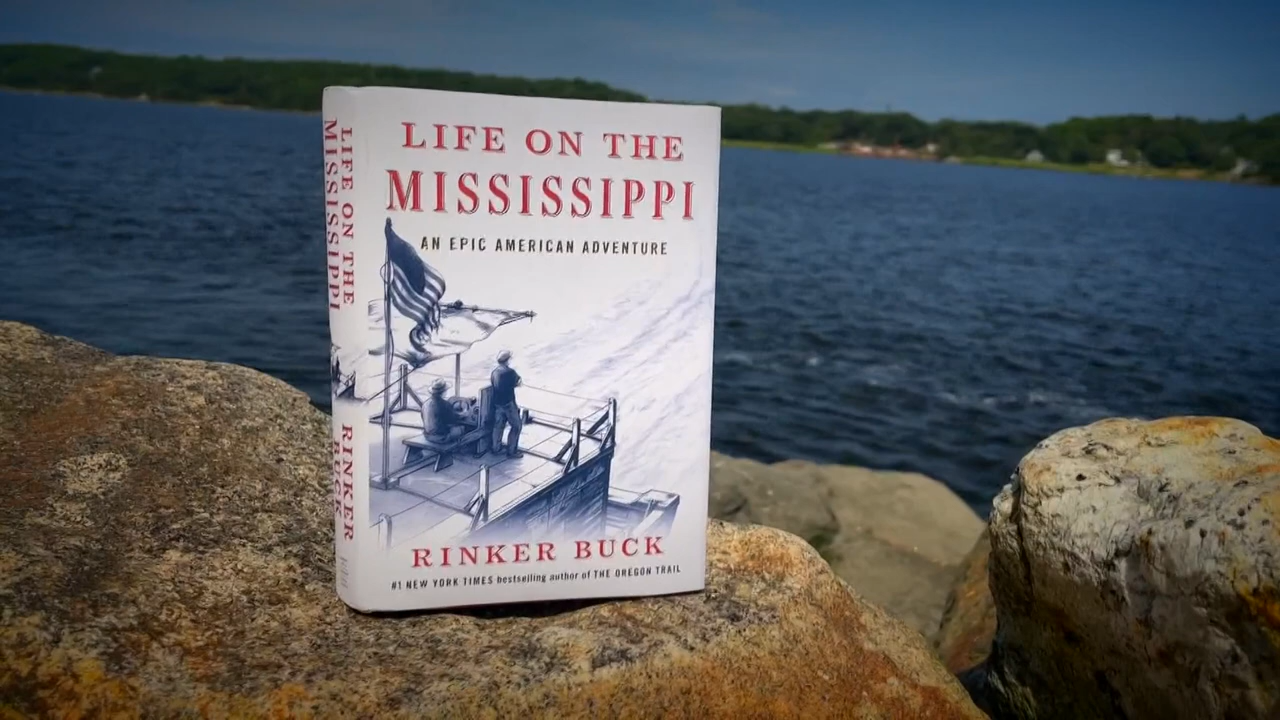 LIFE ON THE
MISSISSIPPI
AN EPIC AMERICAN ADVENTURE
RINKER BUCK
#1 NEW YORK TIMES bestselling author of THE OREGON TRAIL
LIFE ON THE
MISSISSIPPI
RINKER
BUCK